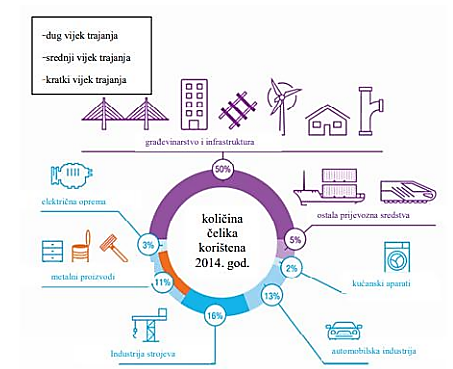 -dug vijek trajanja
-srednji vijek trajanja
-kratki vijek trajanja
građevinarstvo i infrastruktura
50%
električna oprema
3%
ostala prijevozna sredstva
5%
količina
čelika
korištena
2014. god.
metalni proizvodi
11%
2%
kućanski aparati
16%
13%
Industrija strojeva
automobilska industrija